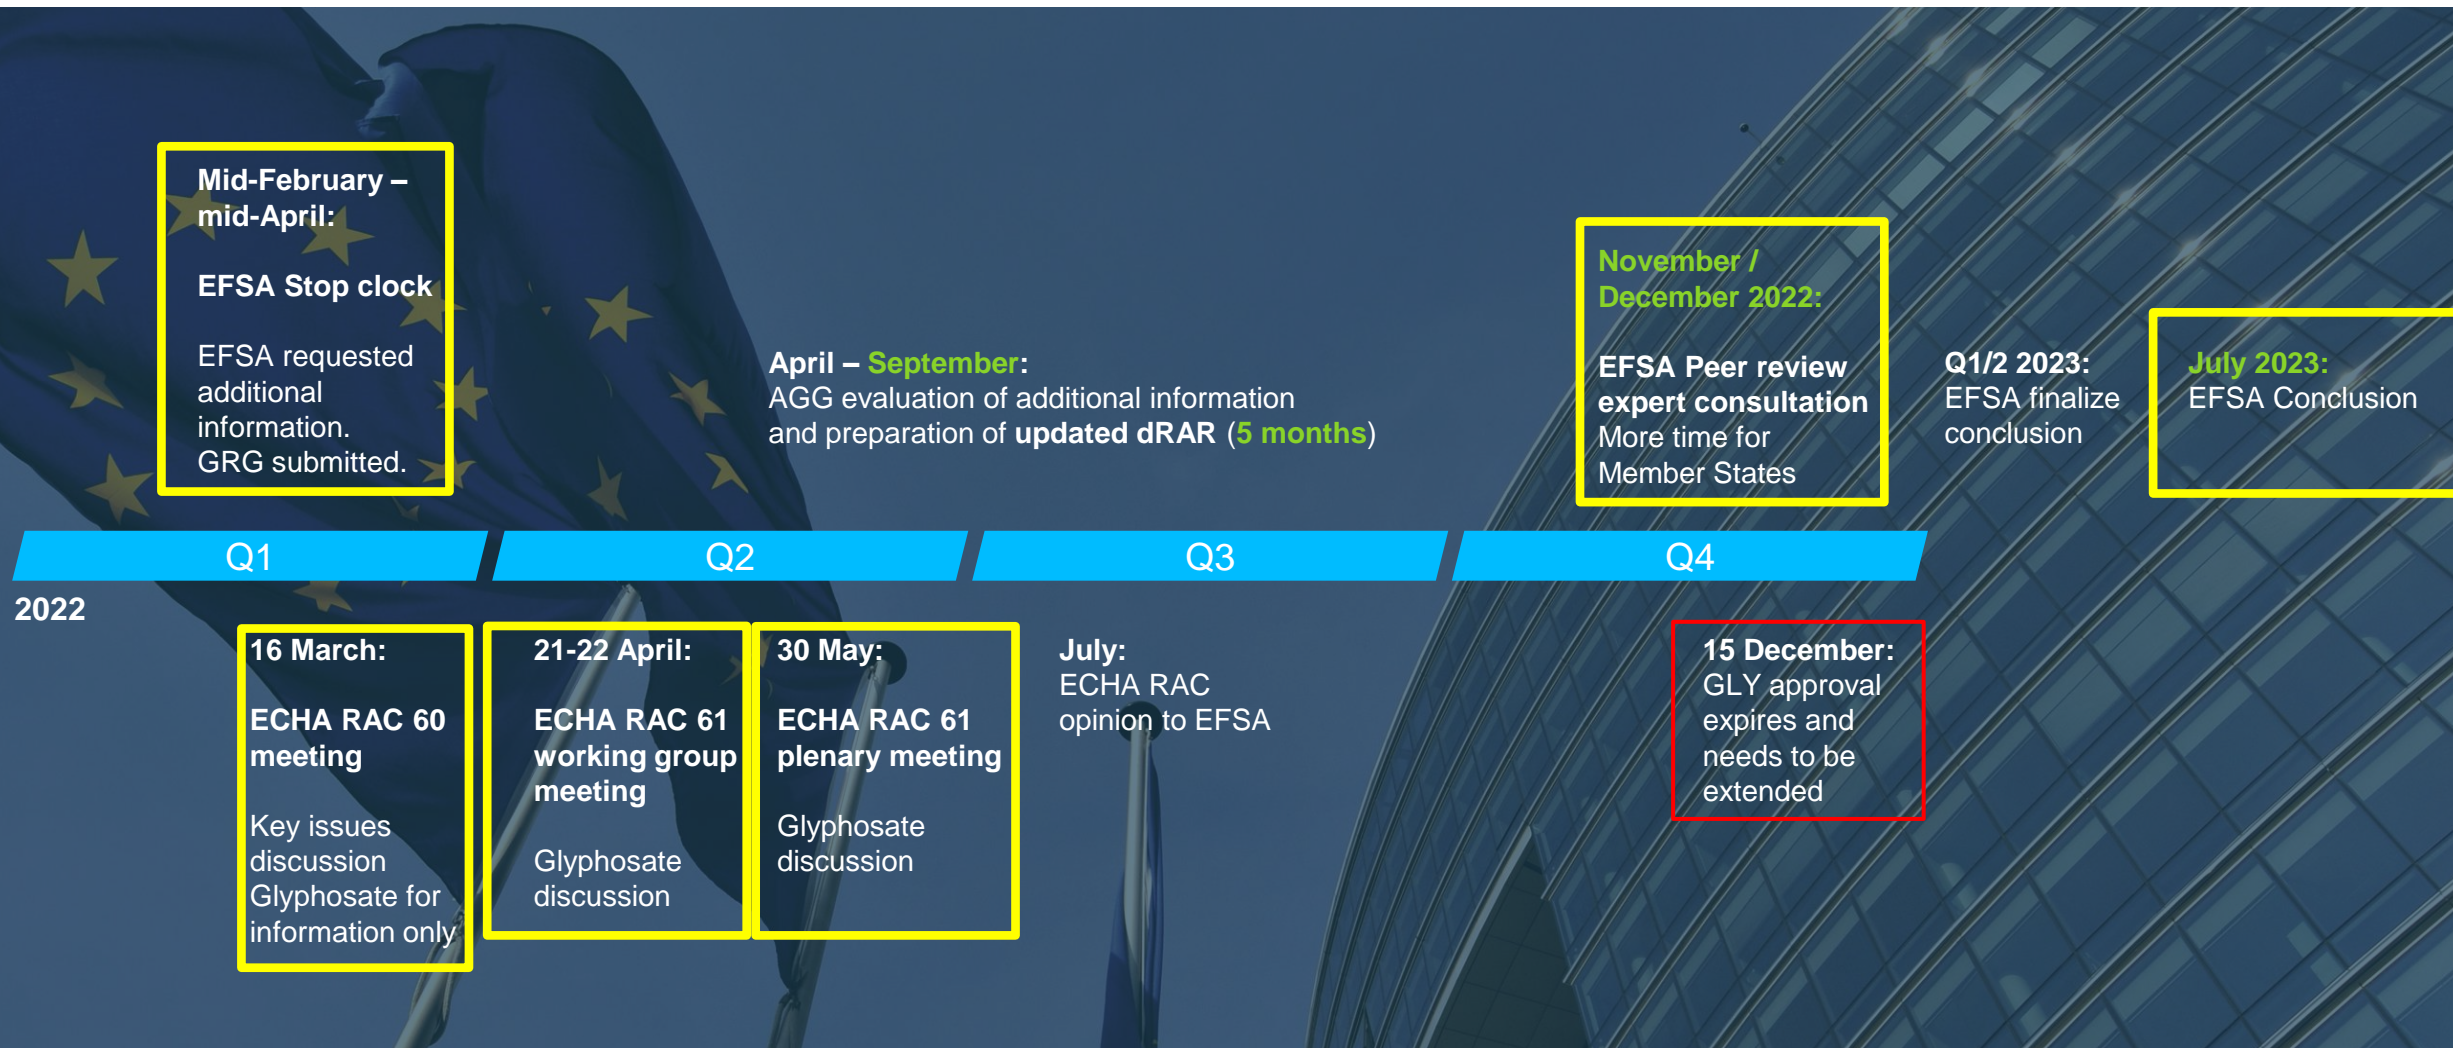 Mid-February –
mid-April:
EFSA Stop clock
EFSA requested
additional
information.
GRG submitted.
April – September:
AGG evaluation of additional information
and preparation of updated dRAR (5 months)
November /
December 2022:
EFSA Peer review
expert consultation
More time for
Member States
Q1/2 2023:
EFSA finalize
conclusion
July 2023:
EFSA Conclusion
Q1
Q2
Q3
Q4
2022
16 March:
ECHA RAC 60
meeting
Key issues
discussion
Glyphosate for
information only
21-22 April:
ECHA RAC 61
working group
meeting
Glyphosate
discussion
30 May:
ECHA RAC 61
plenary meeting
Glyphosate
discussion
July:
ECHA RAC
opinion to EFSA
15 December:
GLY approval
expires and
needs to be
extended